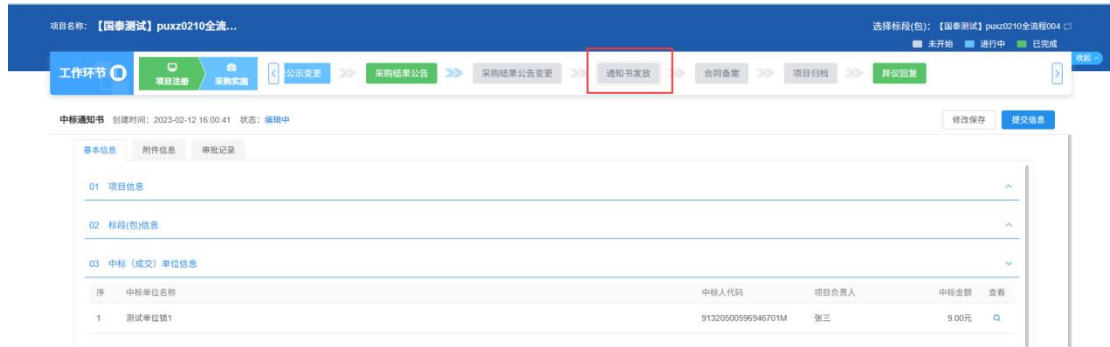 项目名称: 【国泰测试】puxz0210全流...
选择标段(包): 【国泰测试】puxz0210全流程004
未开始 进行中 已完成
收起
工作环节 项目注册 采购实施 公示变更 采购结果公告 采购结果公告变更 通知书发放 合同备案 项目归档 异议回复
中标通知书 创建时间: 2023-02-12 16:00:41 状态: 编辑中 修改保存 提交信息
基本信息 附件信息 审批记录
01 项目信息
02 标段(包)信息
03 中标（成交）单位信息
序 中标单位名称 中标人代码 项目负责人 中标金额 查看
1 测试单位锁1 91320500596946701M 张三 9.00元